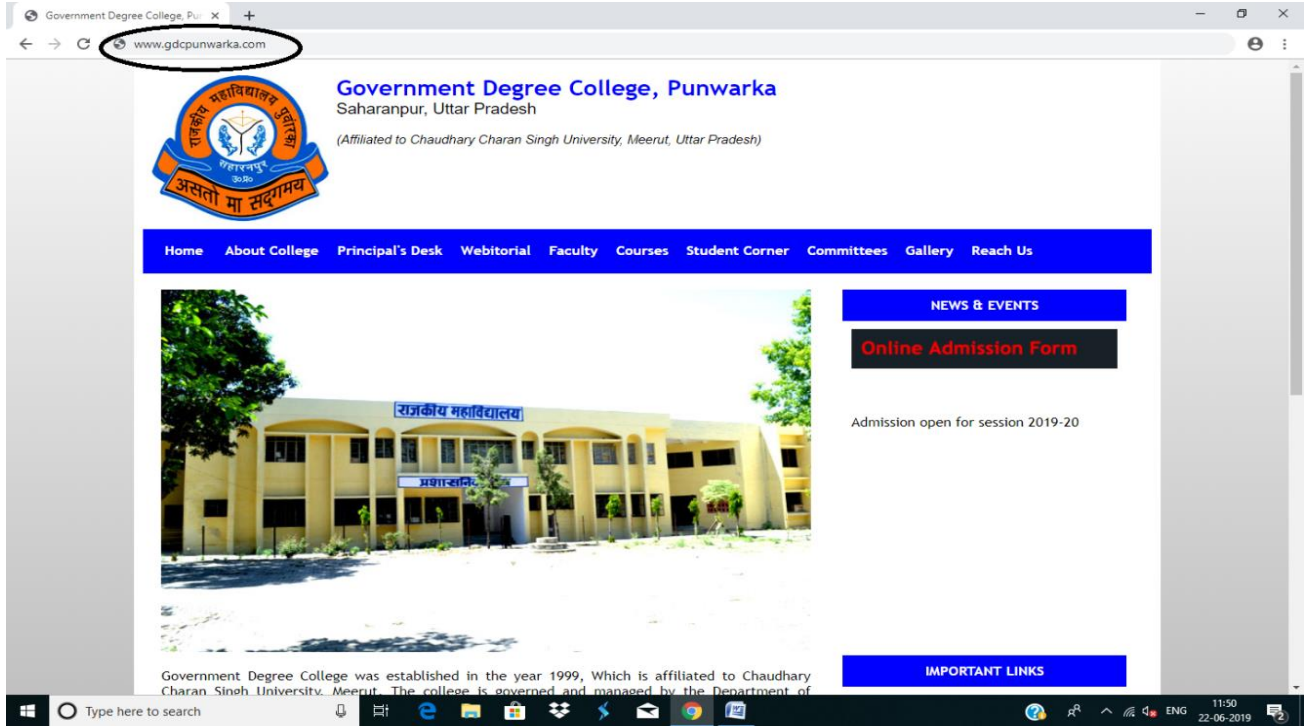 Government Degree College, Pu
www.gdcpunwarka.com
राजकीय महाविद्यालय पुवांरका
सहारनपुर
उ०प्र०
असतो मा सद्गमय
Government Degree College, Punwarka
Saharanpur, Uttar Pradesh
(Affiliated to Chaudhary Charan Singh University, Meerut, Uttar Pradesh)
Home About College Principal's Desk Webitorial Faculty Courses Student Corner Committees Gallery Reach Us
राजकीय महाविद्यालय
NEWS & EVENTS
Online Admission Form
Admission open for session 2019-20
IMPORTANT LINKS
Government Degree College was established in the year 1999, Which is affiliated to Chaudhary
Charan Singh University, Meerut. The college is governed and managed by the Department of
Type here to search
ENG
11:50
22-06-2019
2